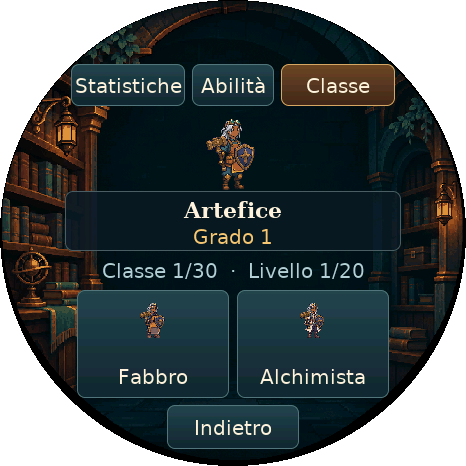 Statistiche Abilità Classe
Artefice
Grado 1
Classe 1/30 · Livello 1/20
Fabbro Alchimista
Indietro